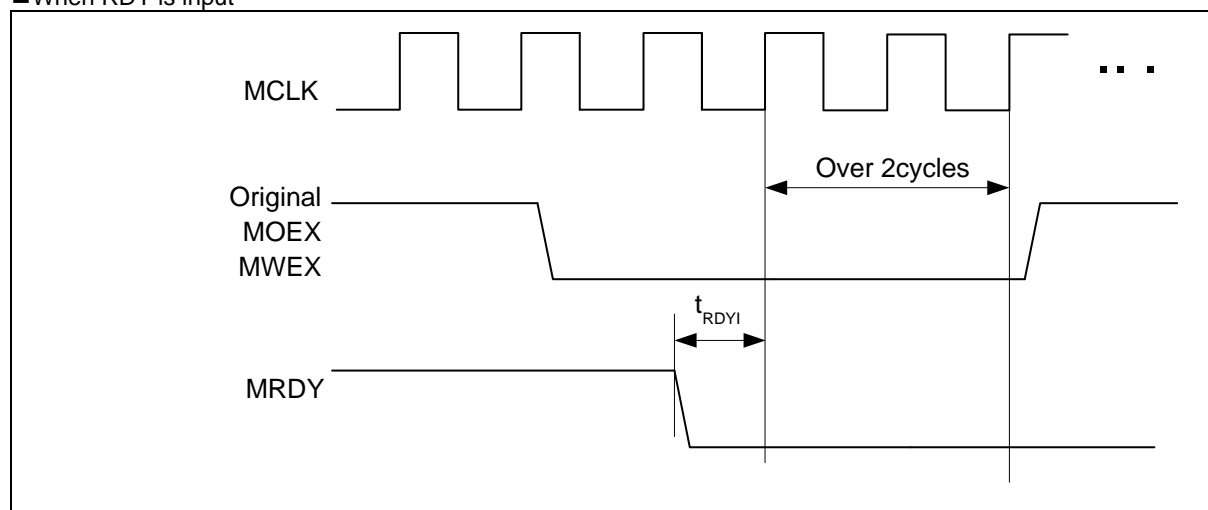 ■When RDY is input
MCLK
. . .
Over 2cycles
Original
MOEX
MWEX
tRDYI
MRDY